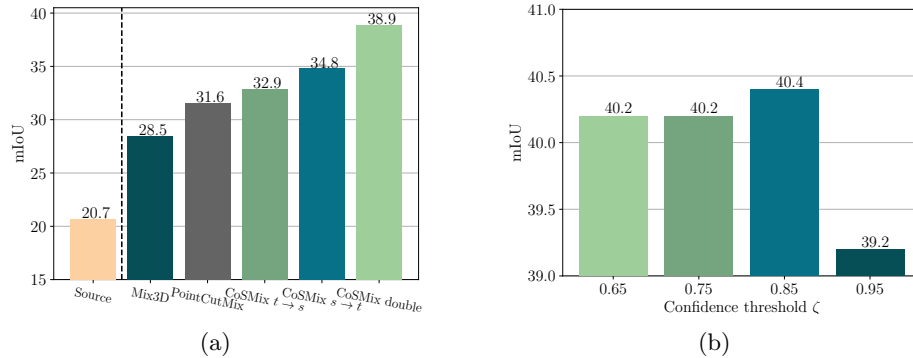 40
35
30
25
20
15
mIoU
20.7
28.5
31.6
32.9
34.8
38.9
Source
Mix3D
PointCutMix
CoSMix t → s
CoSMix s → t
CoSMix double
(a)
41.0
40.5
40.0
39.5
39.0
mIoU
40.2
40.2
40.4
39.2
0.65
0.75
0.85
0.95
Confidence threshold ζ
(b)